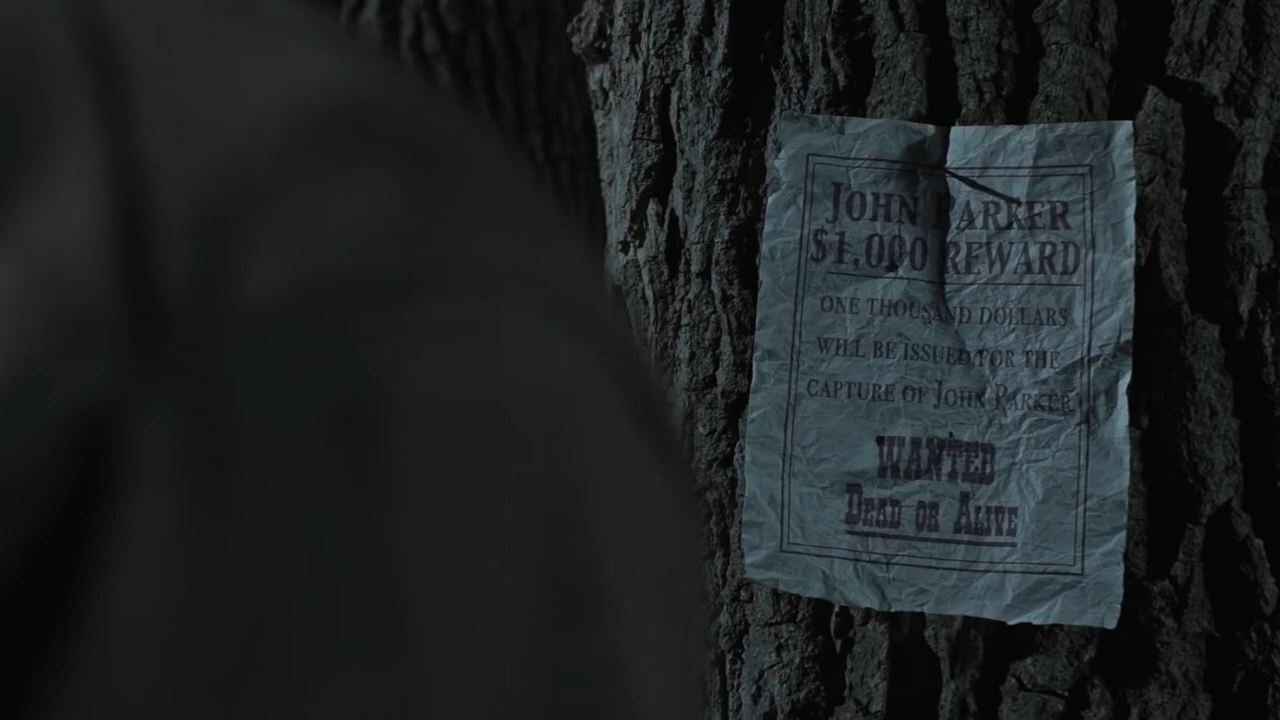 JOHN PARKER
$1,000 REWARD
ONE THOUSAND DOLLARS
WILL BE ISSUED FOR THE
CAPTURE OF JOHN PARKER
WANTED
DEAD OR ALIVE